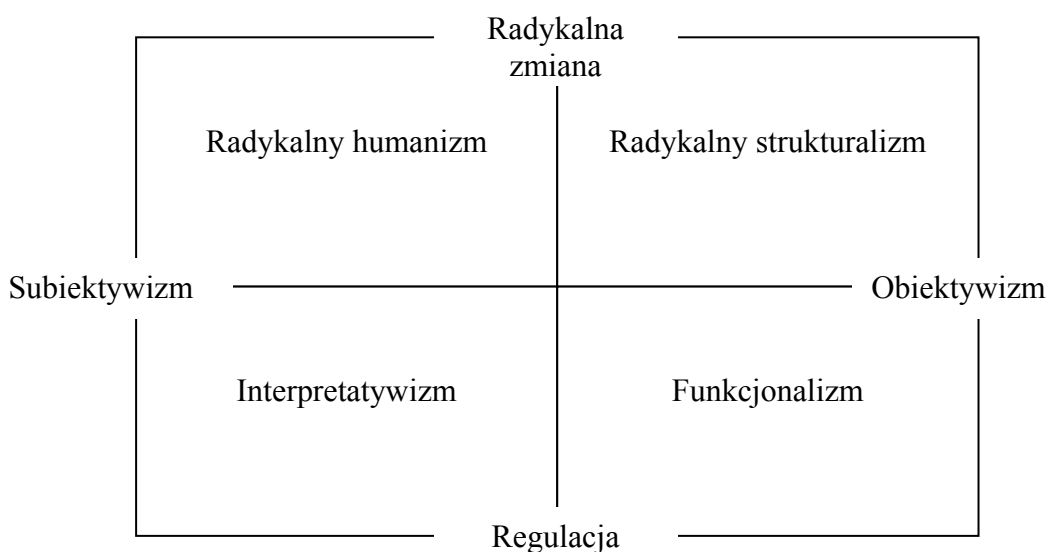 Radykalna
zmiana
Radykalny humanizm
Radykalny strukturalizm
Subiektywizm
Obiektywizm
Interpretatywizm
Funkcjonalizm
Regulacja